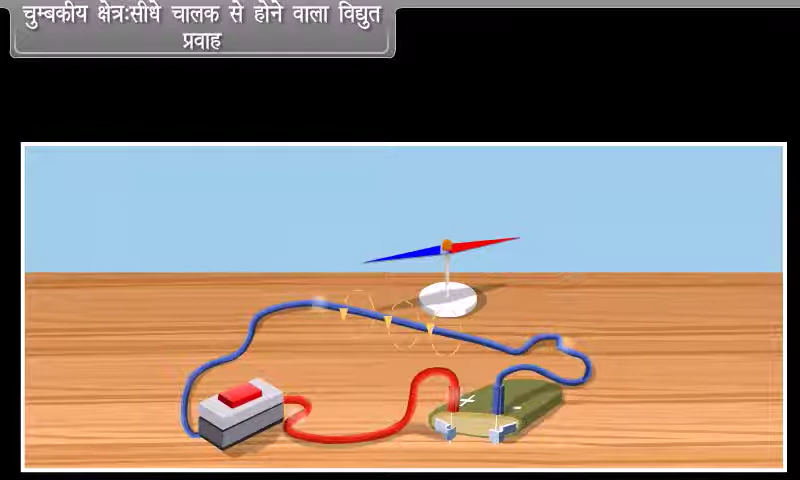 चुम्बकीय क्षेत्र:सीधे चालक से होने वाला विद्युत
प्रवाह
+
-